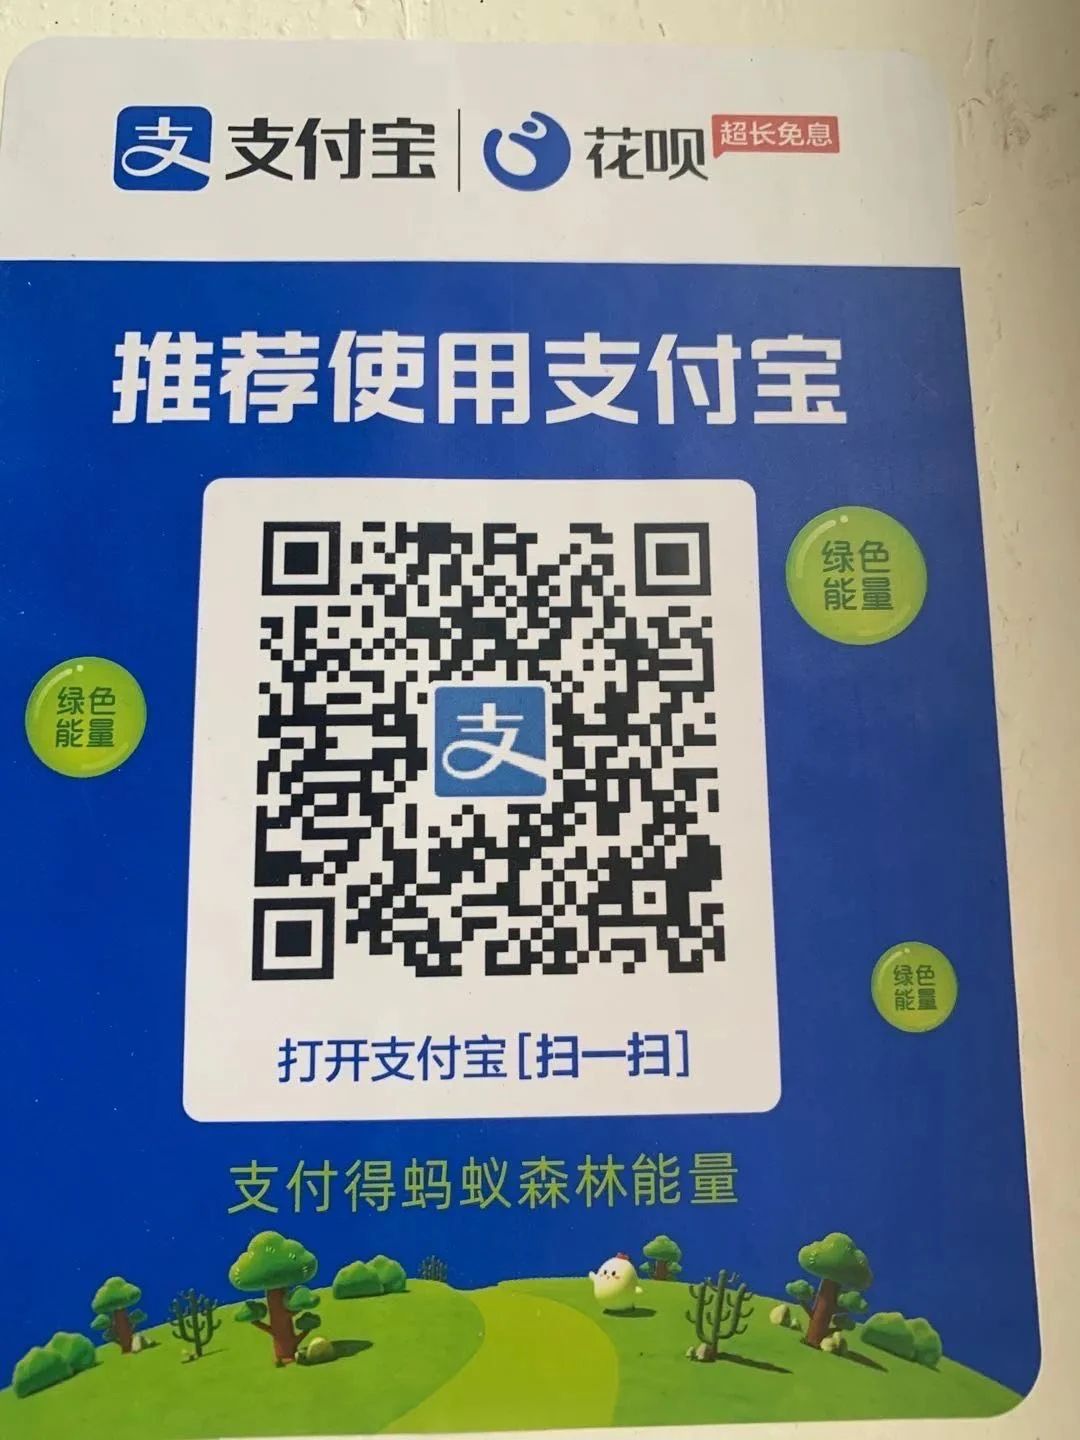 支 支付宝 花呗 超长免息
推荐使用支付宝
绿色
能量
绿色
能量
支
绿色
能量
打开支付宝[扫一扫]
支付得蚂蚁森林能量